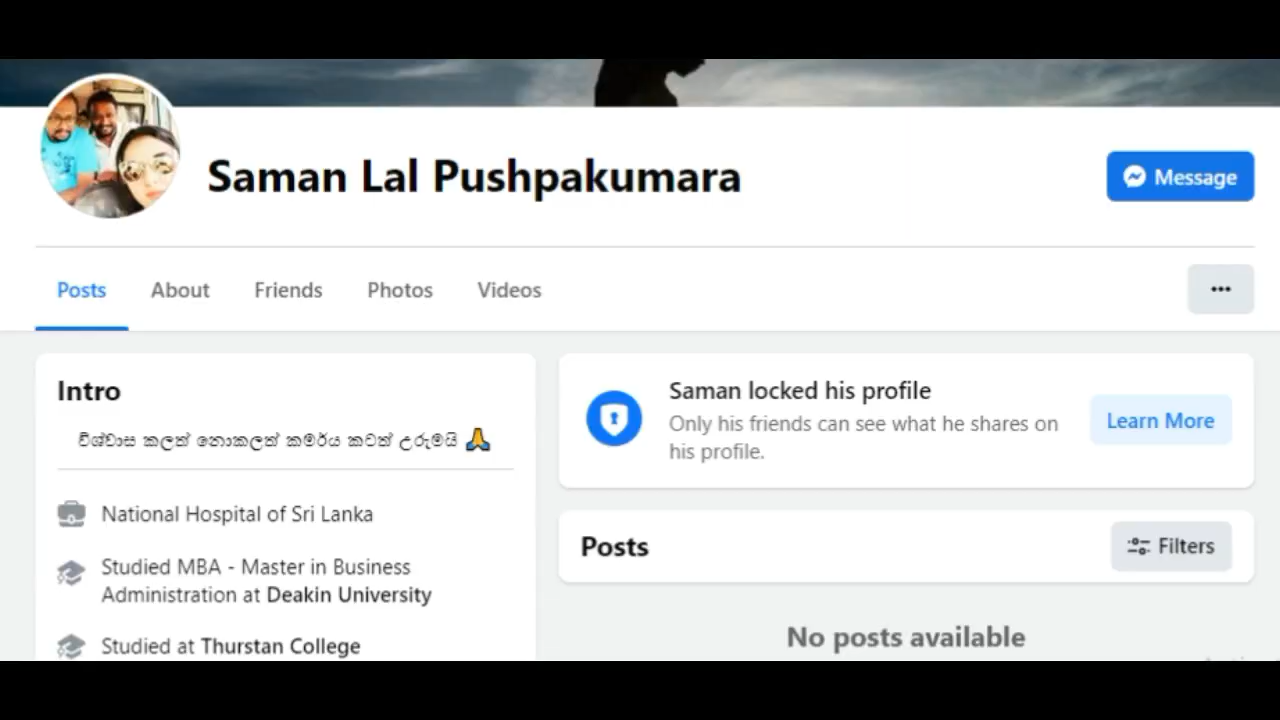 Saman Lal Pushpakumara
Message
Posts
About
Friends
Photos
Videos
Intro
විශ්වාස කලත් නොකලත් කර්මය කටත් උරුමයි 🙏
National Hospital of Sri Lanka
Studied MBA - Master in Business
Administration at Deakin University
Studied at Thurstan College
Saman locked his profile
Only his friends can see what he shares on
his profile.
Learn More
Posts
Filters
No posts available